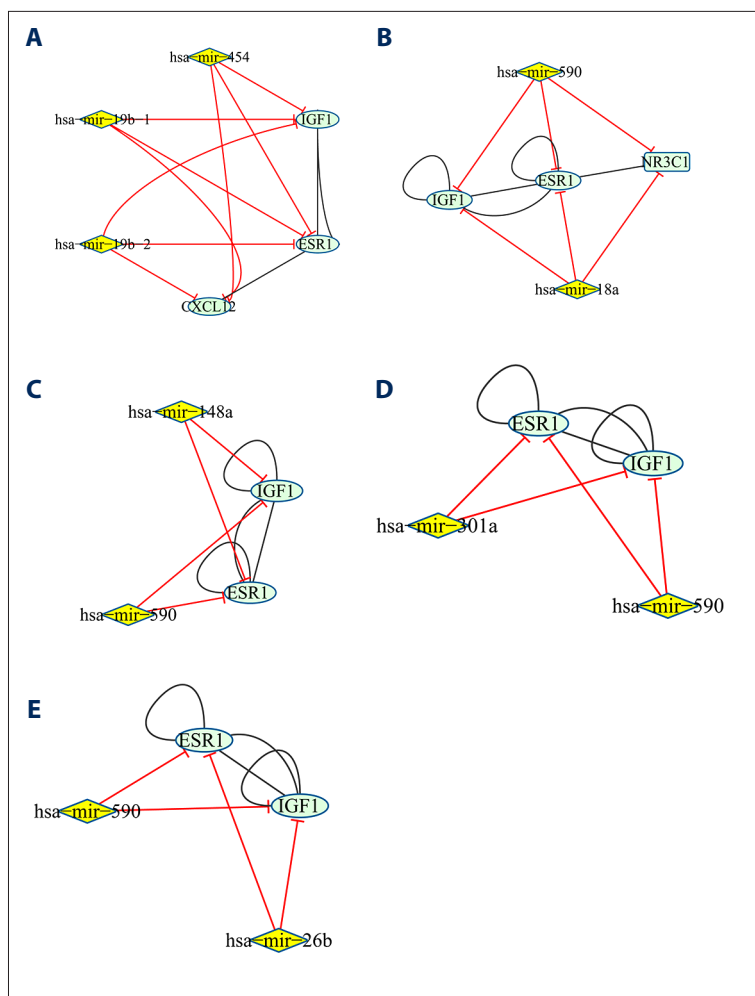 A
hsa-mir-454
hsa-mir-19b-1
IGF1
hsa-mir-19b-2
ESR1
CXCL12
B
hsa-mir-590
NR3C1
ESR1
IGF1
hsa-mir-18a
C
hsa-mir-148a
IGF1
ESR1
hsa-mir-590
D
ESR1
IGF1
hsa-mir-301a
hsa-mir-590
E
ESR1
IGF1
hsa-mir-590
hsa-mir-26b